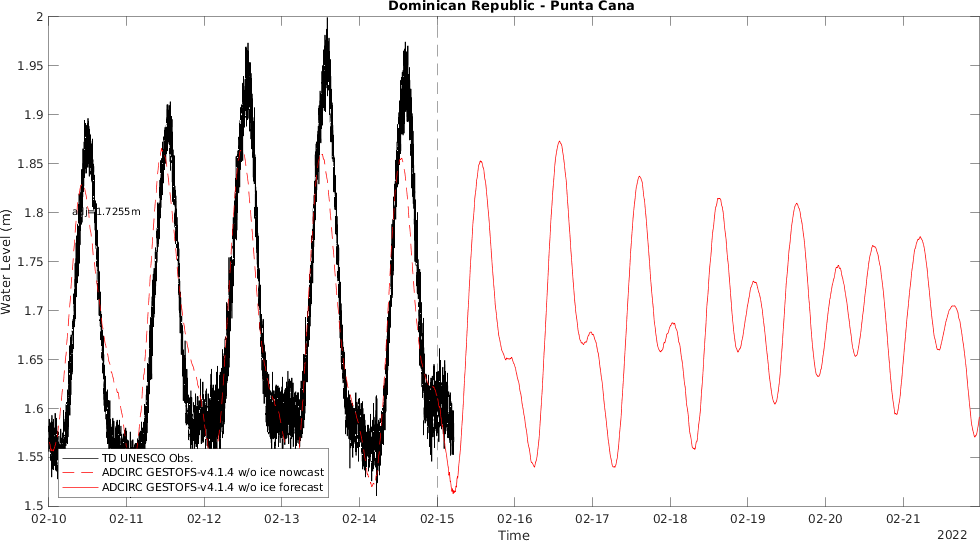 Dominican Republic - Punta Cana
2
1.95
1.9
1.85
1.8
1.75
1.7
1.65
1.6
1.55
1.5
Water Level (m)
adj=1.7255m
TD UNESCO Obs.
ADCIRC GESTOFS-v4.1.4 w/o ice nowcast
ADCIRC GESTOFS-v4.1.4 w/o ice forecast
02-10 02-11 02-12 02-13 02-14 02-15 02-16 02-17 02-18 02-19 02-20 02-21
Time
2022